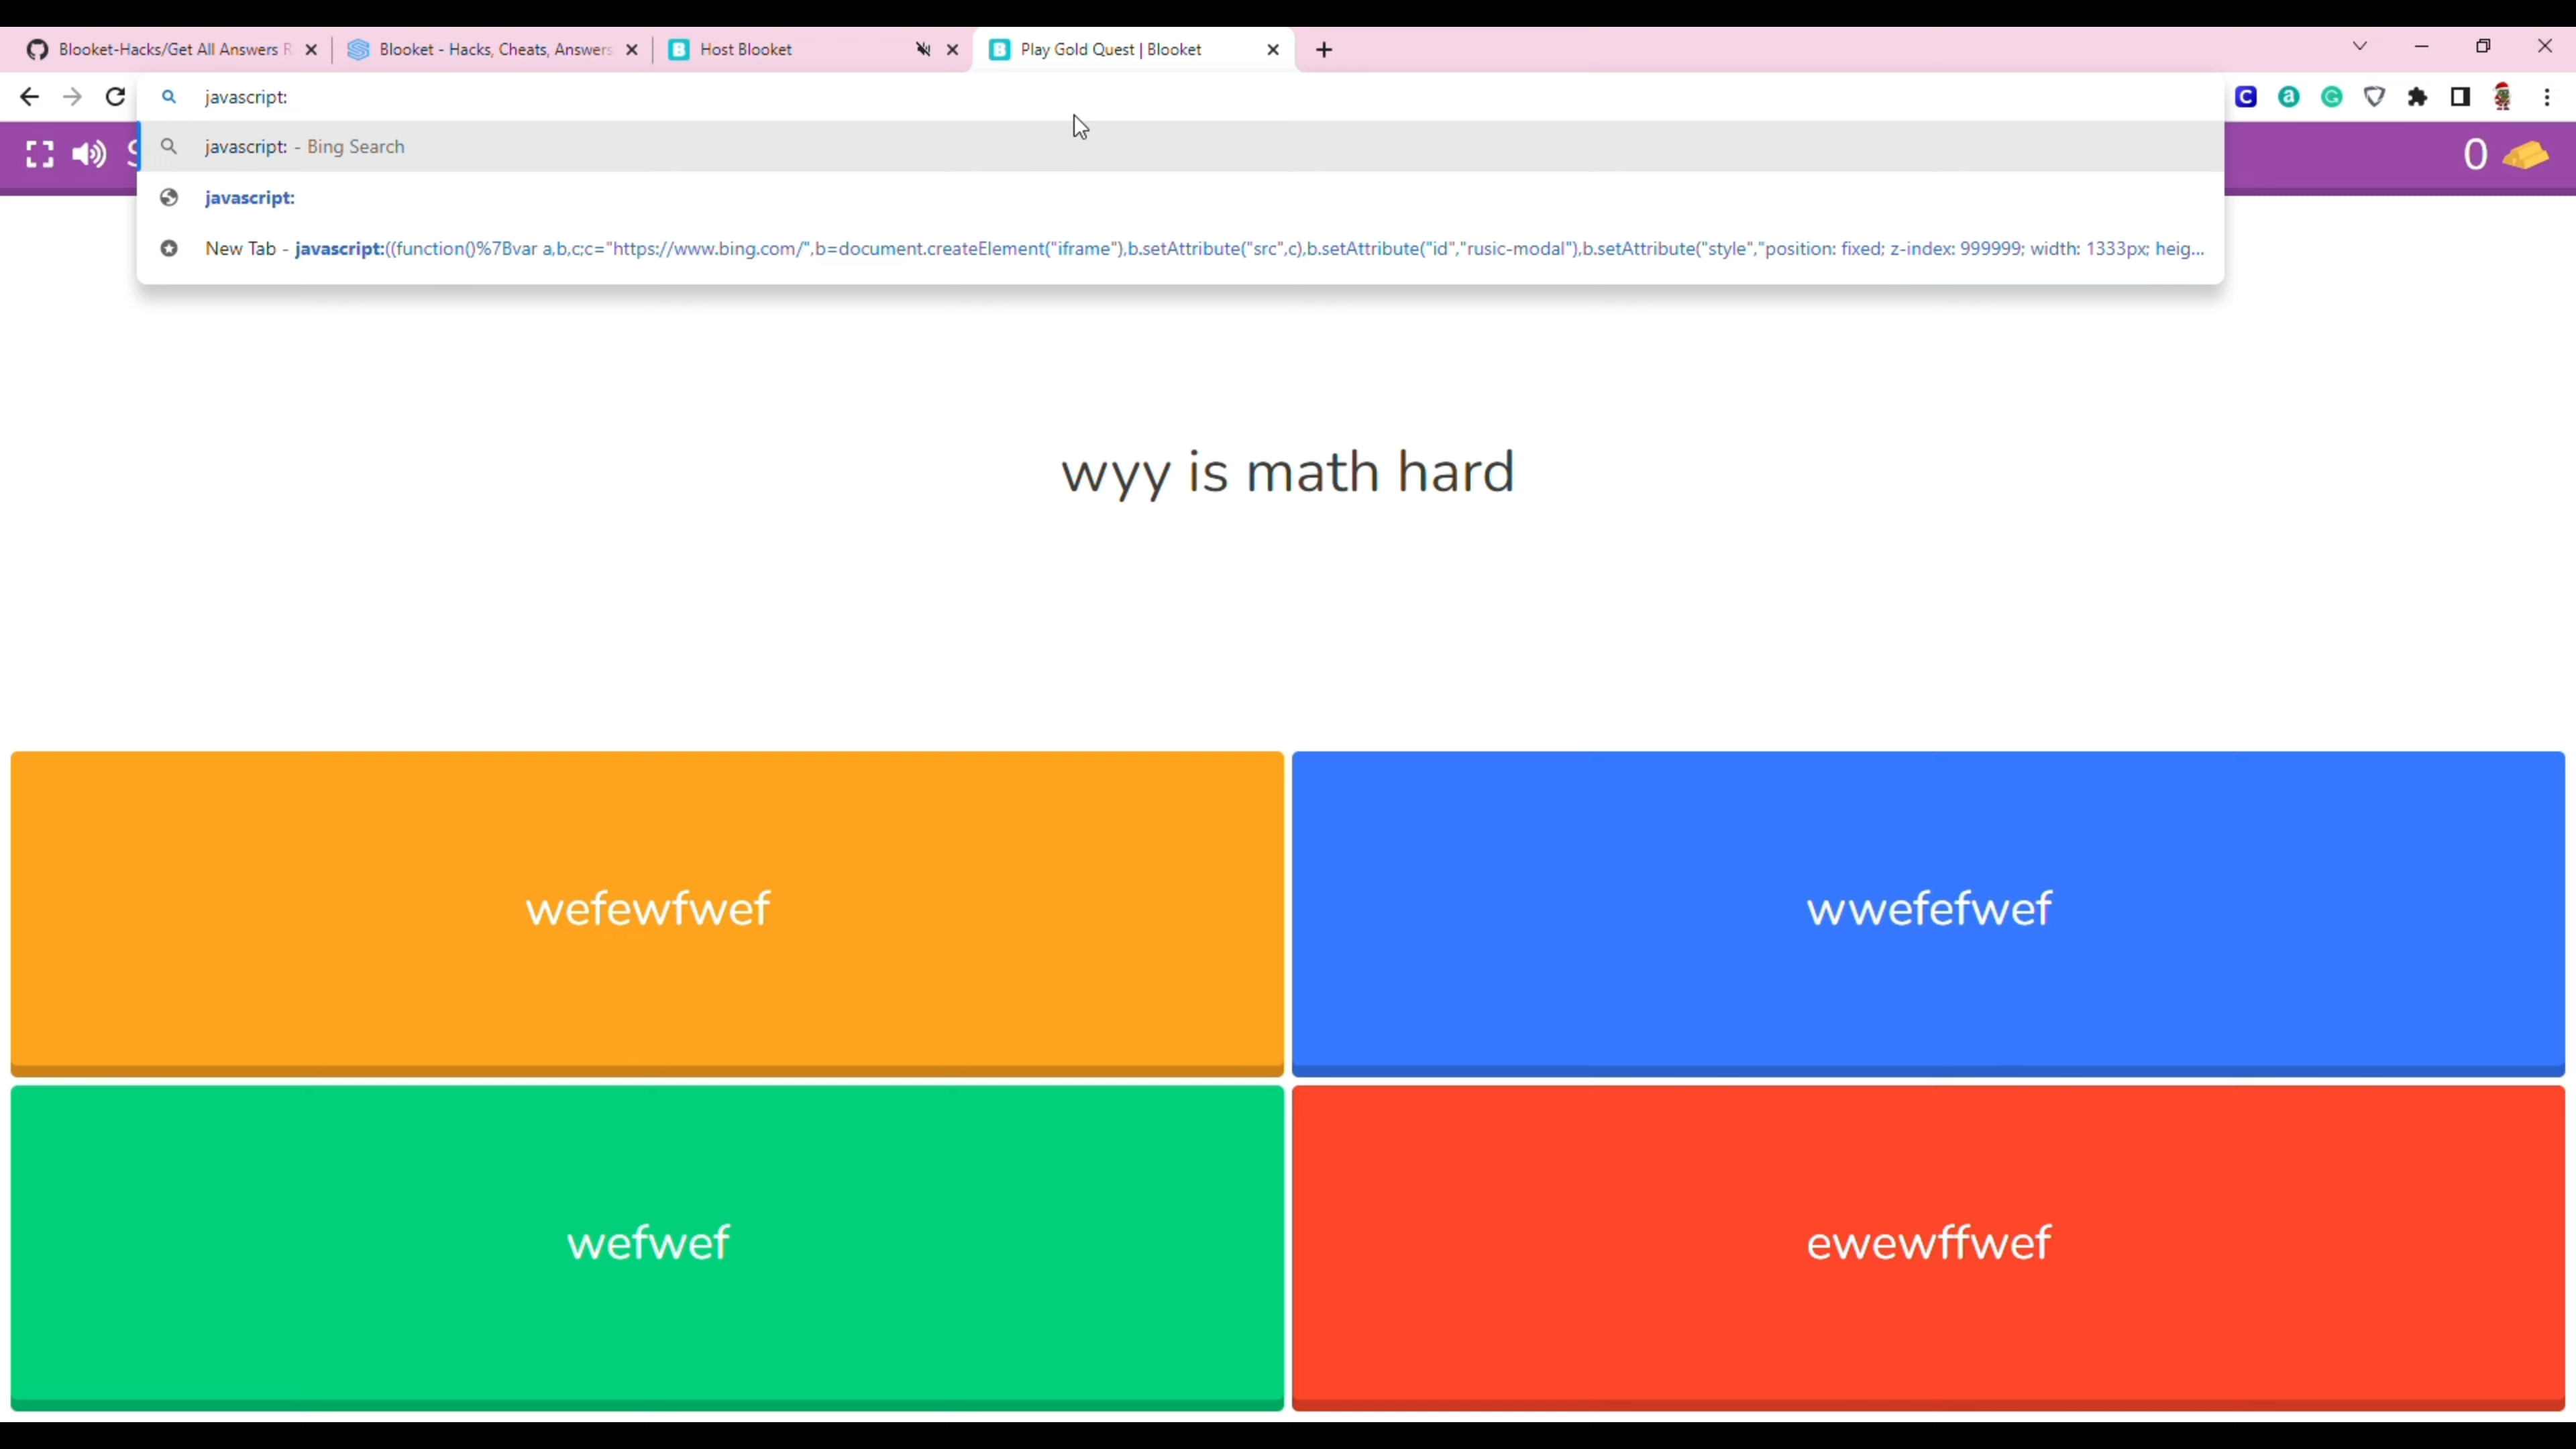 Blooket-Hacks/Get All Answers R
Blooket - Hacks, Cheats, Answers
Host Blooket
Play Gold Quest | Blooket
javascript:
javascript: - Bing Search
javascript:
New Tab - javascript:((function()%7Bvar a,b,c;c="https://www.bing.com/",b=document.createElement("iframe"),b.setAttribute("src",c),b.setAttribute("id","rusic-modal"),b.setAttribute("style","position: fixed; z-index: 999999; width: 1333px; heig...
0
wyy is math hard
wefewfwef
wwefefwef
wefwef
ewewffwef